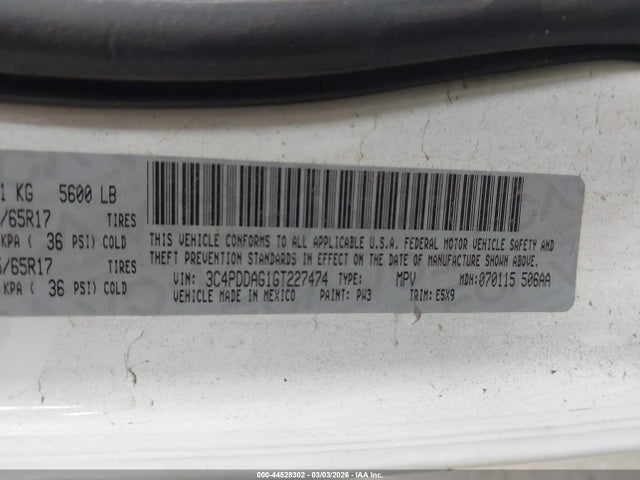 1 KG 5600 LB
/65R17 TIRES
KPA ( 36 PSI) COLD
/65R17 TIRES
KPA ( 36 PSI) COLD
THIS VEHICLE CONFORMS TO ALL APPLICABLE U.S.A. FEDERAL MOTOR VEHICLE SAFETY AND
THEFT PREVENTION STANDARDS IN EFFECT ON THE DATE OF MANUFACTURE SHOWN ABOVE.
VIN: 3C4PDDAG1GT227474 TYPE: MPV MDH: 070115 506AA
VEHICLE MADE IN MEXICO PAINT: PW3 TRIM: E5X9
000-44528302 - 03/03/2026 - IAA Inc.